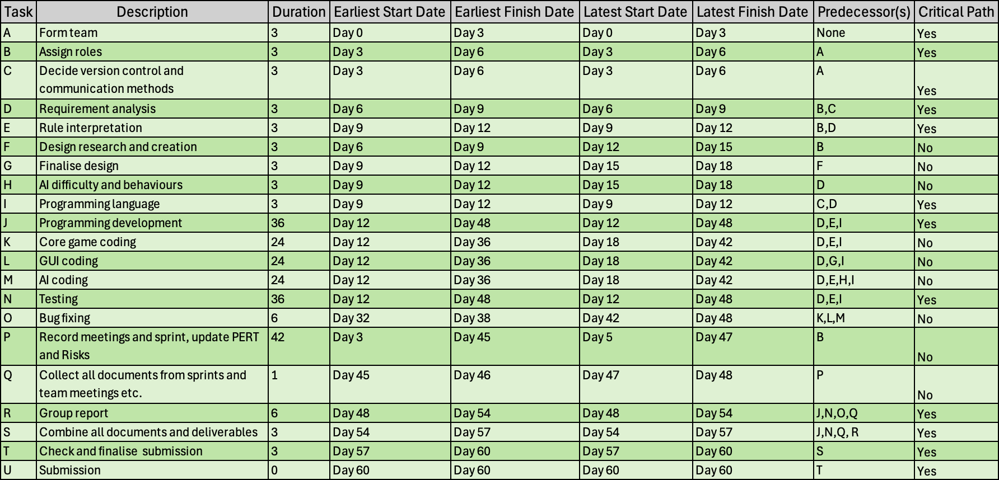 Task Description Duration Earliest Start Date Earliest Finish Date Latest Start Date Latest Finish Date Predecessor(s) Critical Path
A Form team 3 Day 0 Day 3 Day 0 Day 3 None Yes
B Assign roles 3 Day 3 Day 6 Day 3 Day 6 A Yes
C Decide version control and 3 Day 3 Day 6 Day 3 Day 6 A
communication methods Yes
D Requirement analysis 3 Day 6 Day 9 Day 6 Day 9 B,C Yes
E Rule interpretation 3 Day 9 Day 12 Day 9 Day 12 B,D Yes
F Design research and creation 3 Day 6 Day 9 Day 12 Day 15 B No
G Finalise design 3 Day 9 Day 12 Day 15 Day 18 F No
H AI difficulty and behaviours 3 Day 9 Day 12 Day 15 Day 18 D No
I Programming language 3 Day 9 Day 12 Day 9 Day 12 C,D Yes
J Programming development 36 Day 12 Day 48 Day 12 Day 48 D,E,I Yes
K Core game coding 24 Day 12 Day 36 Day 18 Day 42 D,E,I No
L GUI coding 24 Day 12 Day 36 Day 18 Day 42 D,G,I No
M AI coding 24 Day 12 Day 36 Day 18 Day 42 D,E,H,I No
N Testing 36 Day 12 Day 48 Day 12 Day 48 D,E,I Yes
O Bug fixing 6 Day 32 Day 38 Day 42 Day 48 K,L,M No
P Record meetings and sprint, update PERT 42 Day 3 Day 45 Day 5 Day 47 B
and Risks No
Q Collect all documents from sprints and 1 Day 45 Day 46 Day 47 Day 48 P
team meetings etc. No
R Group report 6 Day 48 Day 54 Day 48 Day 54 J,N,O,Q Yes
S Combine all documents and deliverables 3 Day 54 Day 57 Day 54 Day 57 J,N,Q, R Yes
T Check and finalise submission 3 Day 57 Day 60 Day 57 Day 60 S Yes
U Submission 0 Day 60 Day 60 Day 60 Day 60 T Yes